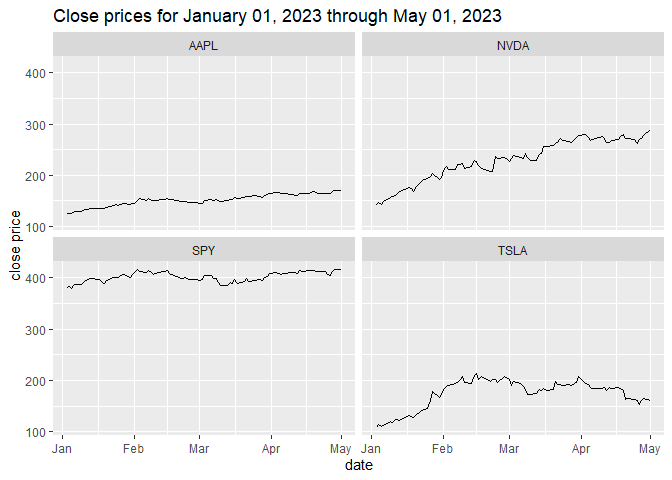 Close prices for January 01, 2023 through May 01, 2023
AAPL
NVDA
400
300
200
100
SPY
TSLA
400
300
200
100
close price
Jan
Feb
Mar
Apr
May
Jan
Feb
Mar
Apr
May
date